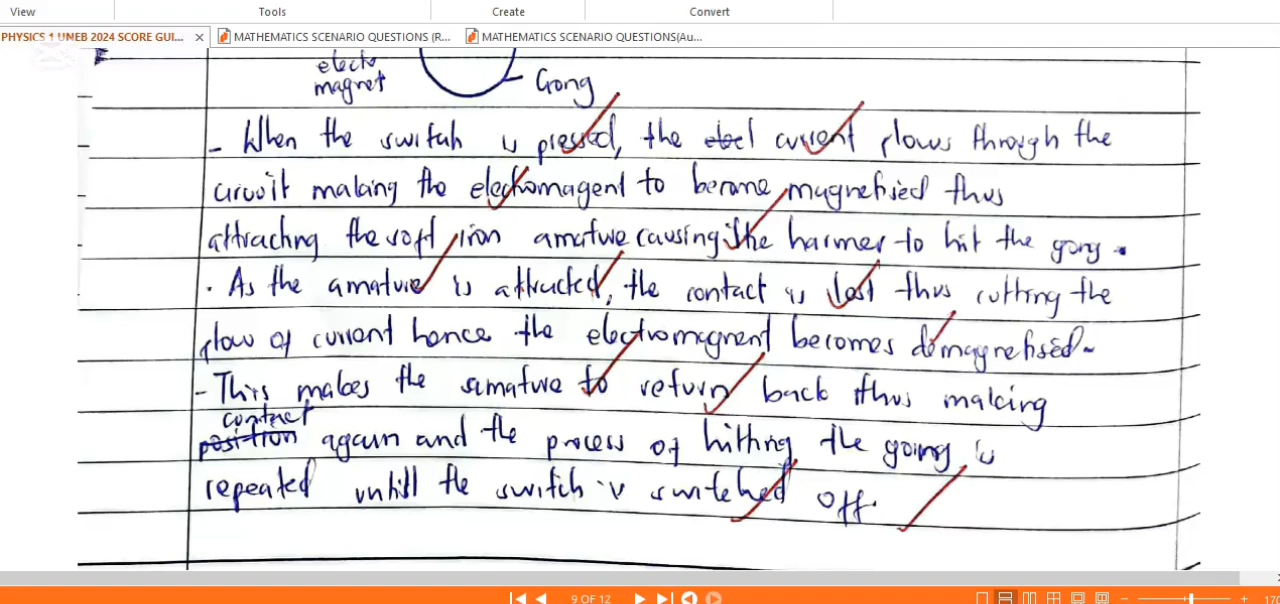 View Tools Create Convert
PHYSICS 1 UNEB 2024 SCORE GUI... × MATHEMATICS SCENARIO QUESTIONS (R... MATHEMATICS SCENARIO QUESTIONS(Au...
electo
magnet
Gong
- When the switch is pressed, the current flows through the
circuit making the electromagent to become magnetised thus
attracting the soft iron amature causing the harmer to hit the gong.
. As the amature is attracted, the contact is lost thus cutting the
flow of current hence the electromagnent becomes demagnetised-
- This makes the amature to return back thus making
contact
position again and the process of hitting the going is
repeated untill the switch is switched off.
9 OF 12
170